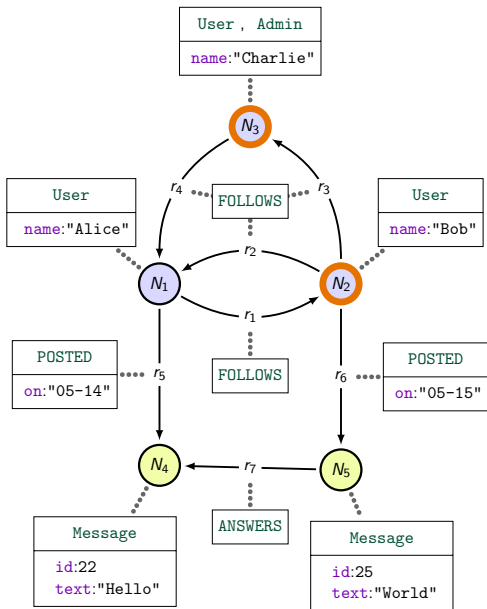 User , Admin
name:"Charlie"
N3
r4
r3
FOLLOWS
User
name:"Alice"
User
name:"Bob"
r2
N1
N2
r1
FOLLOWS
POSTED
on:"05-14"
r5
r6
POSTED
on:"05-15"
N4
r7
N5
ANSWERS
Message
id:22
text:"Hello"
Message
id:25
text:"World"